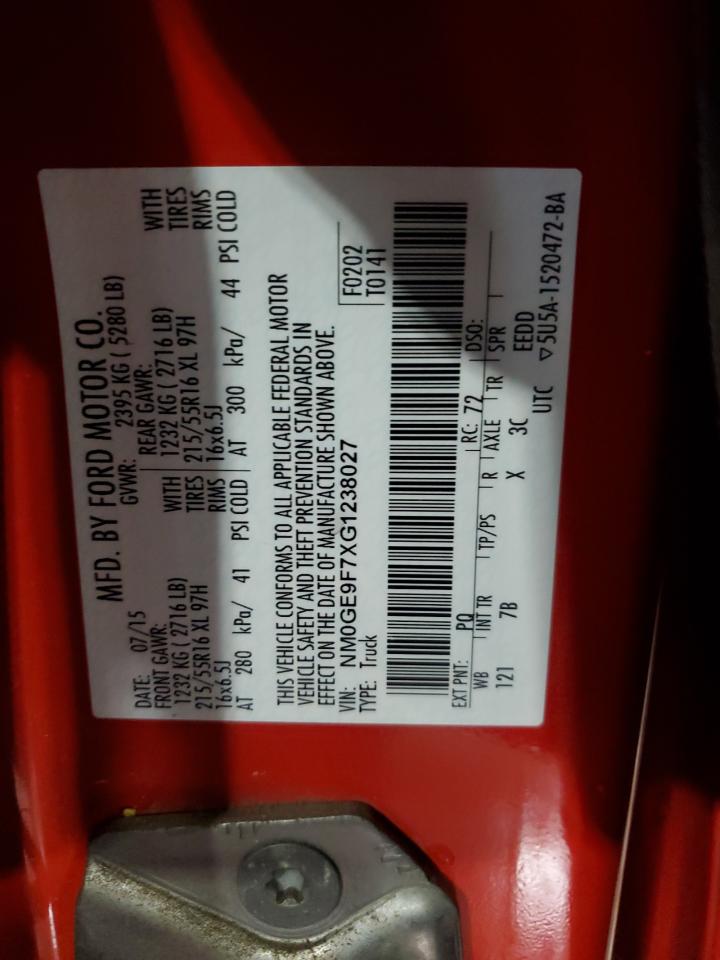 MFD. BY FORD MOTOR CO.
DATE: 07/15 GVWR: 2395 KG ( 5280 LB)
FRONT GAWR: REAR GAWR:
1232 KG ( 2716 LB) WITH 1232 KG ( 2716 LB) WITH
215/55R16 XL 97H TIRES 215/55R16 XL 97H TIRES
16x6.5J RIMS 16x6.5J RIMS
AT 280 kPa/ 41 PSI COLD AT 300 kPa/ 44 PSI COLD
THIS VEHICLE CONFORMS TO ALL APPLICABLE FEDERAL MOTOR
VEHICLE SAFETY AND THEFT PREVENTION STANDARDS IN
EFFECT ON THE DATE OF MANUFACTURE SHOWN ABOVE.
VIN: NM0GE9F7XG1238027 F0202
TYPE: Truck T0141
EXT PNT: PQ RC: 72 DSO:
WB INT TR TP/PS R AXLE TR SPR
121 7B X 3C EEDD
UTC ▽5U5A-1520472-BA